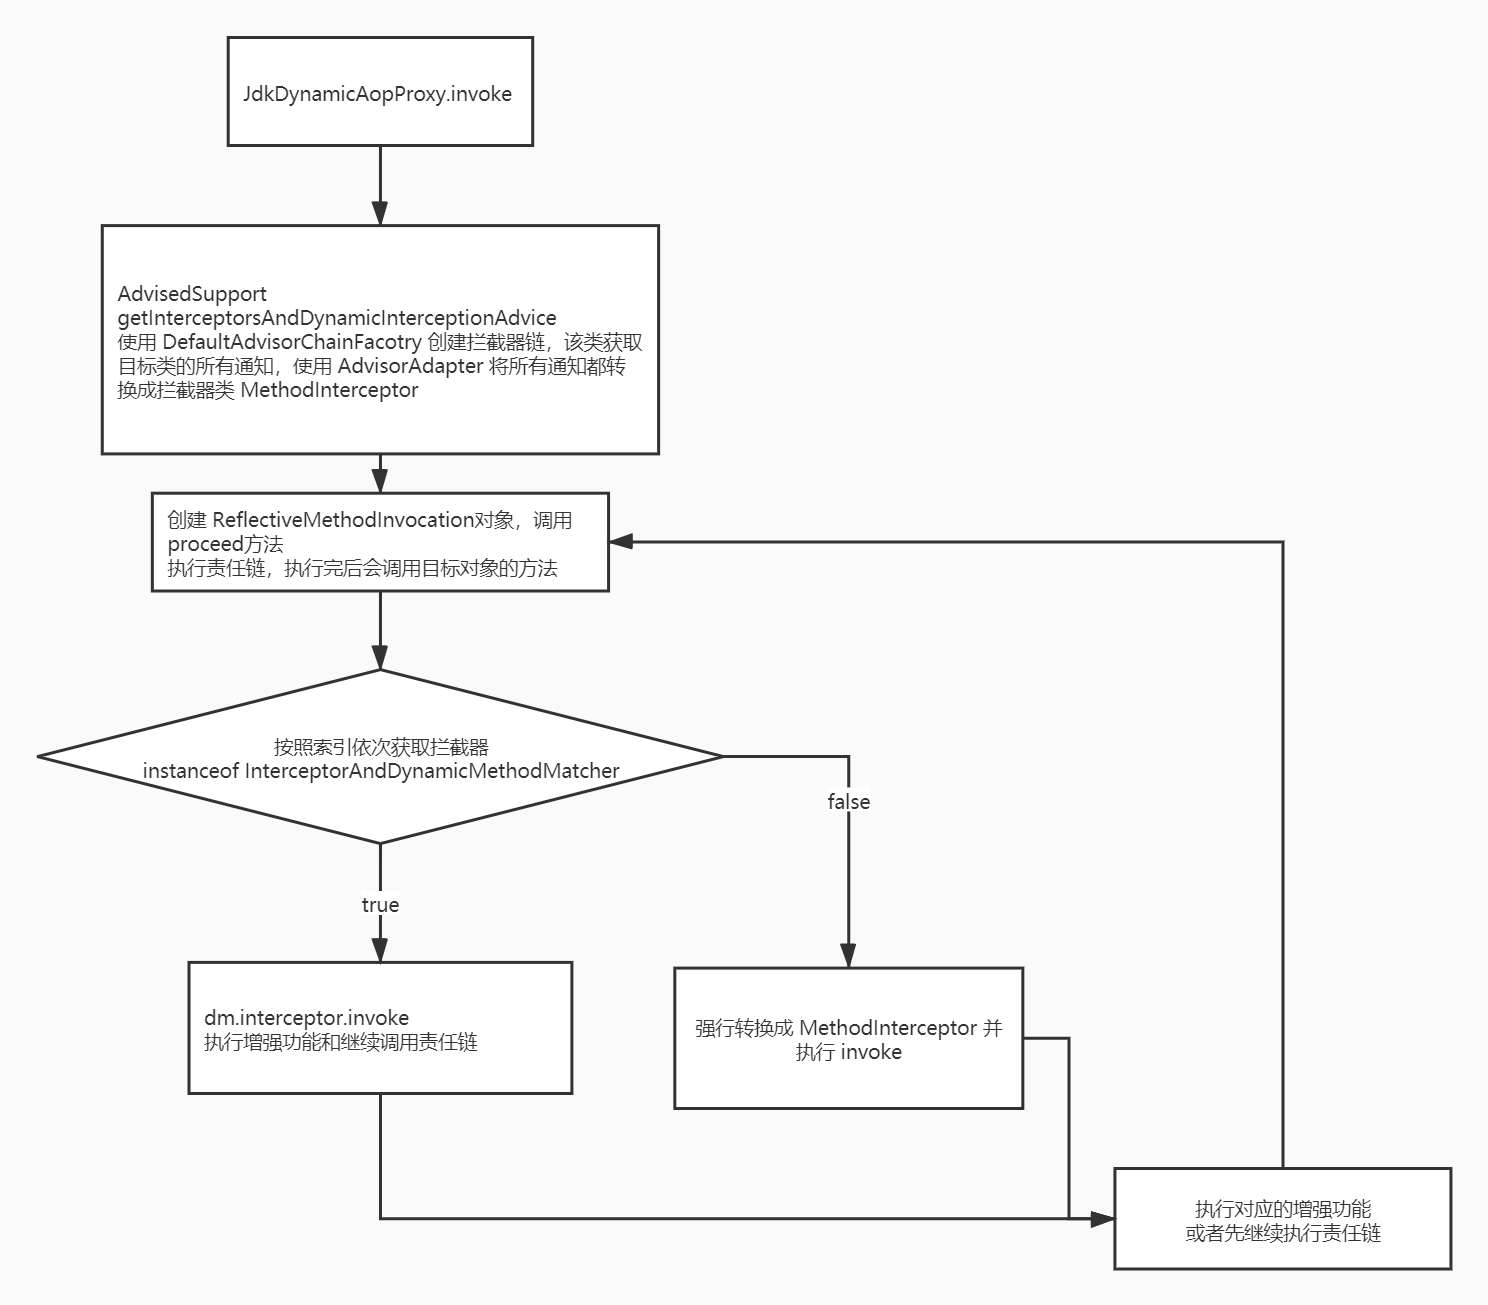 JdkDynamicAopProxy.invoke
AdvisedSupport
getInterceptorsAndDynamicInterceptionAdvice
使用 DefaultAdvisorChainFacotry 创建拦截器链，该类获取
目标类的所有通知，使用 AdvisorAdapter 将所有通知都转
换成拦截器类 MethodInterceptor
创建 ReflectiveMethodInvocation对象，调用
proceed方法
执行责任链，执行完后会调用目标对象的方法
按照索引依次获取拦截器
instanceof InterceptorAndDynamicMethodMatcher
false
true
dm.interceptor.invoke
执行增强功能和继续调用责任链
强行转换成 MethodInterceptor 并
执行 invoke
执行对应的增强功能
或者先继续执行责任链